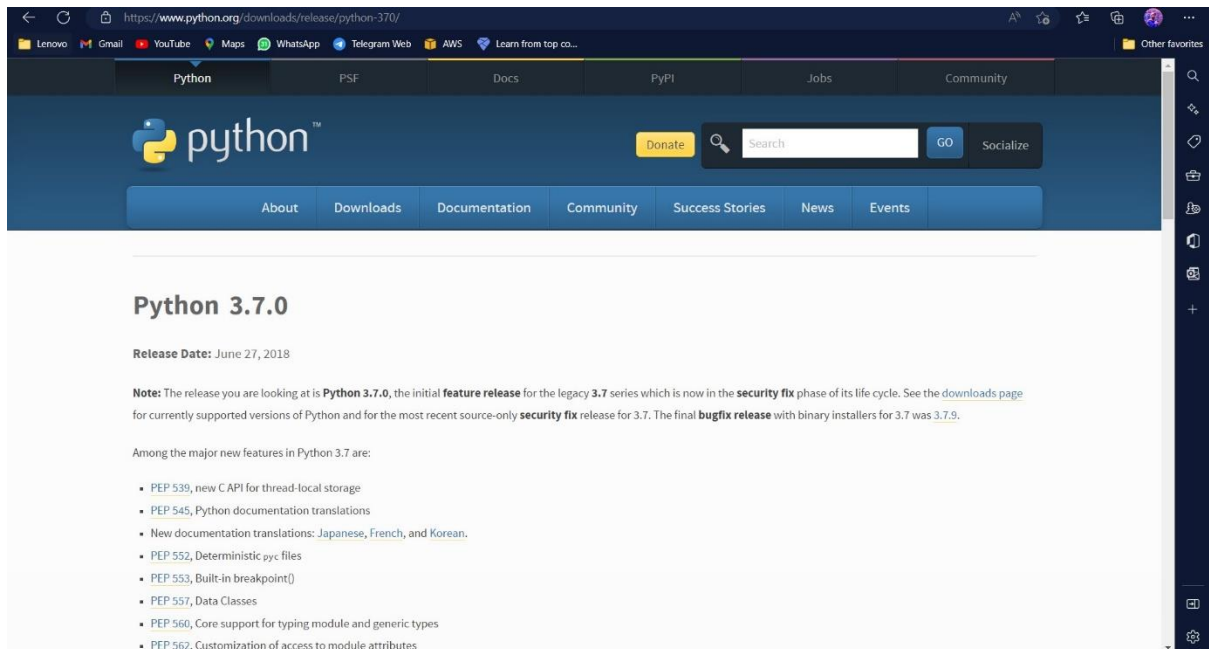 https://www.python.org/downloads/release/python-370/
Lenovo Gmail YouTube Maps WhatsApp Telegram Web AWS Learn from top co... Other favorites
Python PSF Docs PyPI Jobs Community
python™
Donate Search GO Socialize
About Downloads Documentation Community Success Stories News Events
Python 3.7.0
Release Date: June 27, 2018
Note: The release you are looking at is Python 3.7.0, the initial feature release for the legacy 3.7 series which is now in the security fix phase of its life cycle. See the downloads page
for currently supported versions of Python and for the most recent source-only security fix release for 3.7. The final bugfix release with binary installers for 3.7 was 3.7.9.
Among the major new features in Python 3.7 are:
▪ PEP 539, new C API for thread-local storage
▪ PEP 545, Python documentation translations
▪ New documentation translations: Japanese, French, and Korean.
▪ PEP 552, Deterministic pyc files
▪ PEP 553, Built-in breakpoint()
▪ PEP 557, Data Classes
▪ PEP 560, Core support for typing module and generic types
▪ PEP 562, Customization of access to module attributes